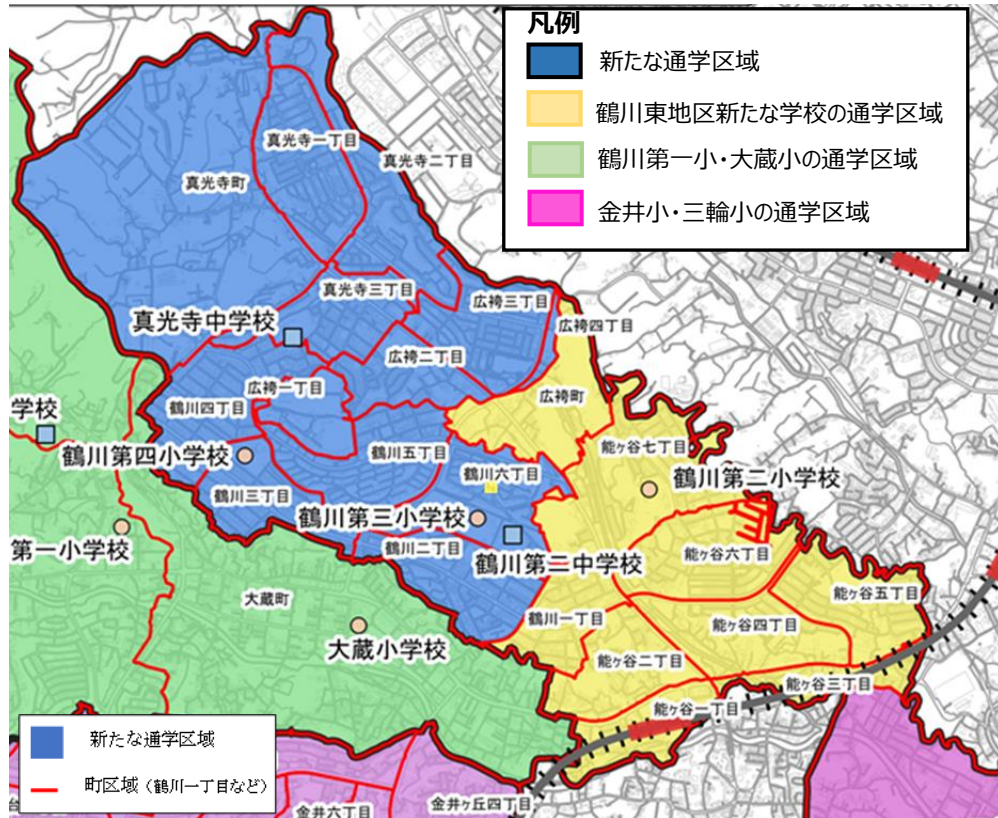 凡例
新たな通学区域
鶴川東地区新たな学校の通学区域
鶴川第一小・大蔵小の通学区域
金井小・三輪小の通学区域
真光寺一丁目
真光寺二丁目
真光寺町
真光寺三丁目
広袴三丁目
真光寺中学校
広袴四丁目
広袴二丁目
広袴一丁目
広袴町
鶴川四丁目
学校
鶴川五丁目
能ヶ谷七丁目
鶴川第四小学校
鶴川六丁目
鶴川第二小学校
鶴川三丁目
鶴川第三小学校
第一小学校
鶴川二丁目
能ヶ谷六丁目
鶴川第二中学校
能ヶ谷五丁目
大蔵町
鶴川一丁目
能ヶ谷四丁目
大蔵小学校
能ヶ谷二丁目
能ヶ谷三丁目
能ヶ谷一丁目
新たな通学区域
町区域（鶴川一丁目など）
台
金井六丁目
金井ヶ丘四丁目